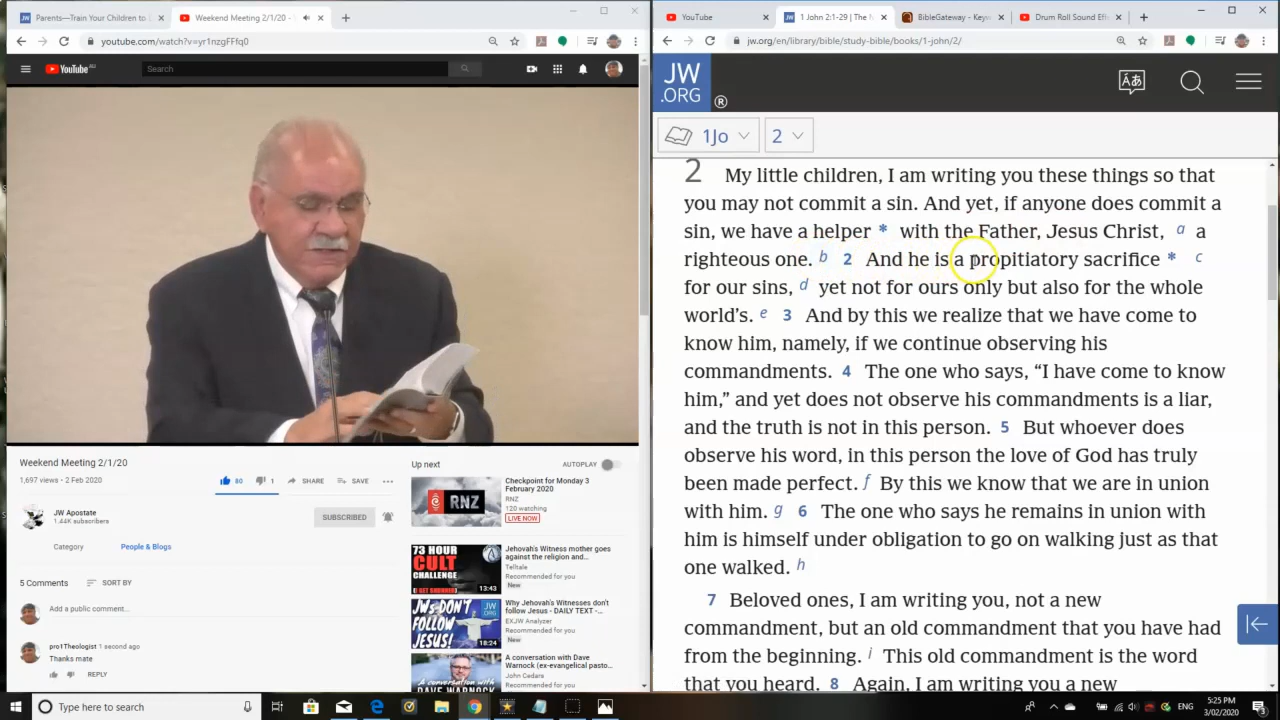 Parents—Train Your Children to L
Weekend Meeting 2/1/20 -
youtube.com/watch?v=yr1nzgFFfq0
YouTube AU
Search
Weekend Meeting 2/1/20
1,697 views • 2 Feb 2020
80
1
SHARE
SAVE
JW Apostate
1.44K subscribers
SUBSCRIBED
Category
People & Blogs
5 Comments
SORT BY
Add a public comment...
pro1Theologist 1 second ago
Thanks mate
REPLY
Up next
AUTOPLAY
RNZ
Checkpoint for Monday 3
February 2020
RNZ
120 watching
LIVE NOW
73 HOUR
CULT
CHALLENGE
13:43
Jehovah's Witness mother goes
against the religion and...
Telltale
Recommended for you
New
JWs DON'T
FOLLOW
JESUS!
18:24
Why Jehovah's Witnesses don't
follow Jesus - DAILY TEXT -...
EXJW Analyzer
Recommended for you
New
A conversation with
DAVE WARNOCK
A conversation with Dave
Warnock (ex-evangelical pasto...
John Cedars
Recommended for you
YouTube
1 John 2:1-29 | The N
BibleGateway - Keyw
Drum Roll Sound Eff
jw.org/en/library/bible/study-bible/books/1-john/2/
JW
.ORG
®
1Jo
2
2 My little children, I am writing you these things so that
you may not commit a sin. And yet, if anyone does commit a
sin, we have a helper * with the Father, Jesus Christ, a a
righteous one. b 2 And he is a propitiatory sacrifice * c
for our sins, d yet not for ours only but also for the whole
world's. e 3 And by this we realize that we have come to
know him, namely, if we continue observing his
commandments. 4 The one who says, “I have come to know
him,” and yet does not observe his commandments is a liar,
and the truth is not in this person. 5 But whoever does
observe his word, in this person the love of God has truly
been made perfect. f By this we know that we are in union
with him. g 6 The one who says he remains in union with
him is himself under obligation to go on walking just as that
one walked. h
7 Beloved ones, I am writing you, not a new
commandment, but an old commandment that you have had
from the beginning. i This old commandment is the word
that you heard. 8 Again, I am writing you a new
Type here to search
ENG
5:25 PM
3/02/2020